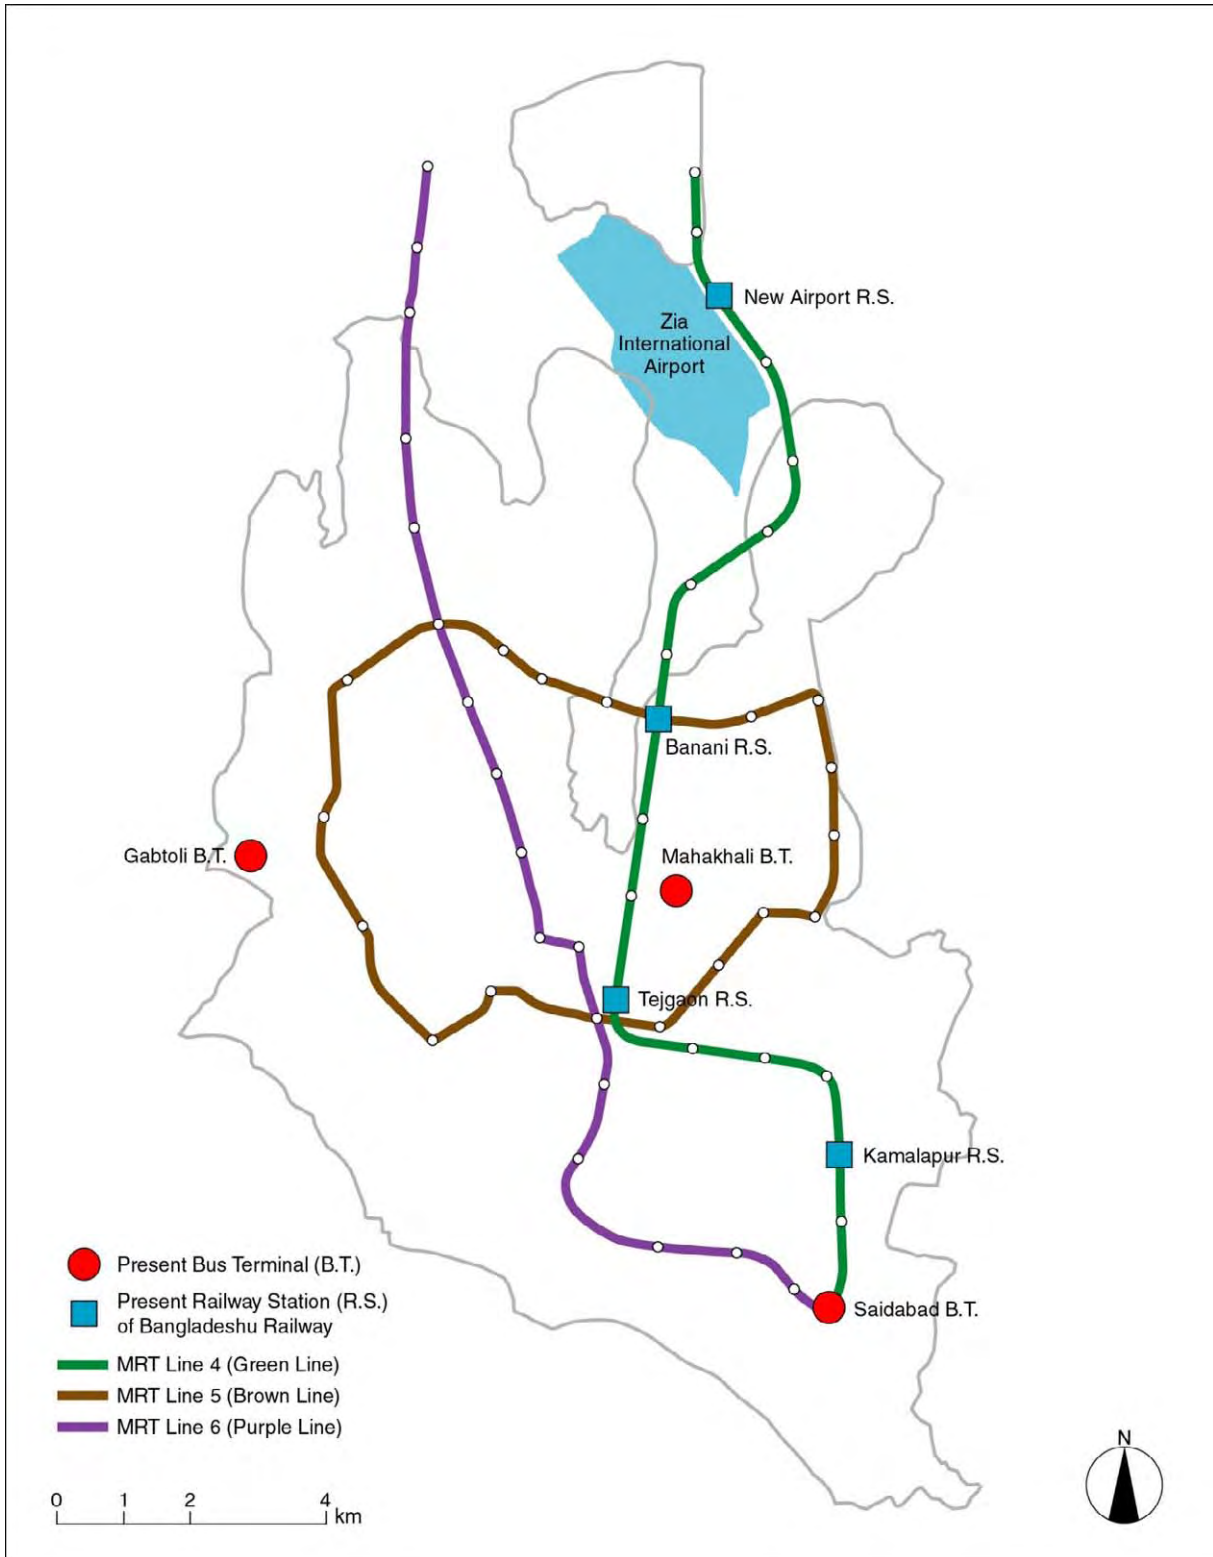 New Airport R.S.
Zia
International
Airport
Banani R.S.
Gabtoli B.T.
Mahakhali B.T.
Tejgaon R.S.
Kamalapur R.S.
Present Bus Terminal (B.T.)
Present Railway Station (R.S.)
of Bangladeshu Railway
Saidabad B.T.
MRT Line 4 (Green Line)
MRT Line 5 (Brown Line)
MRT Line 6 (Purple Line)
N
0 1 2 4
km